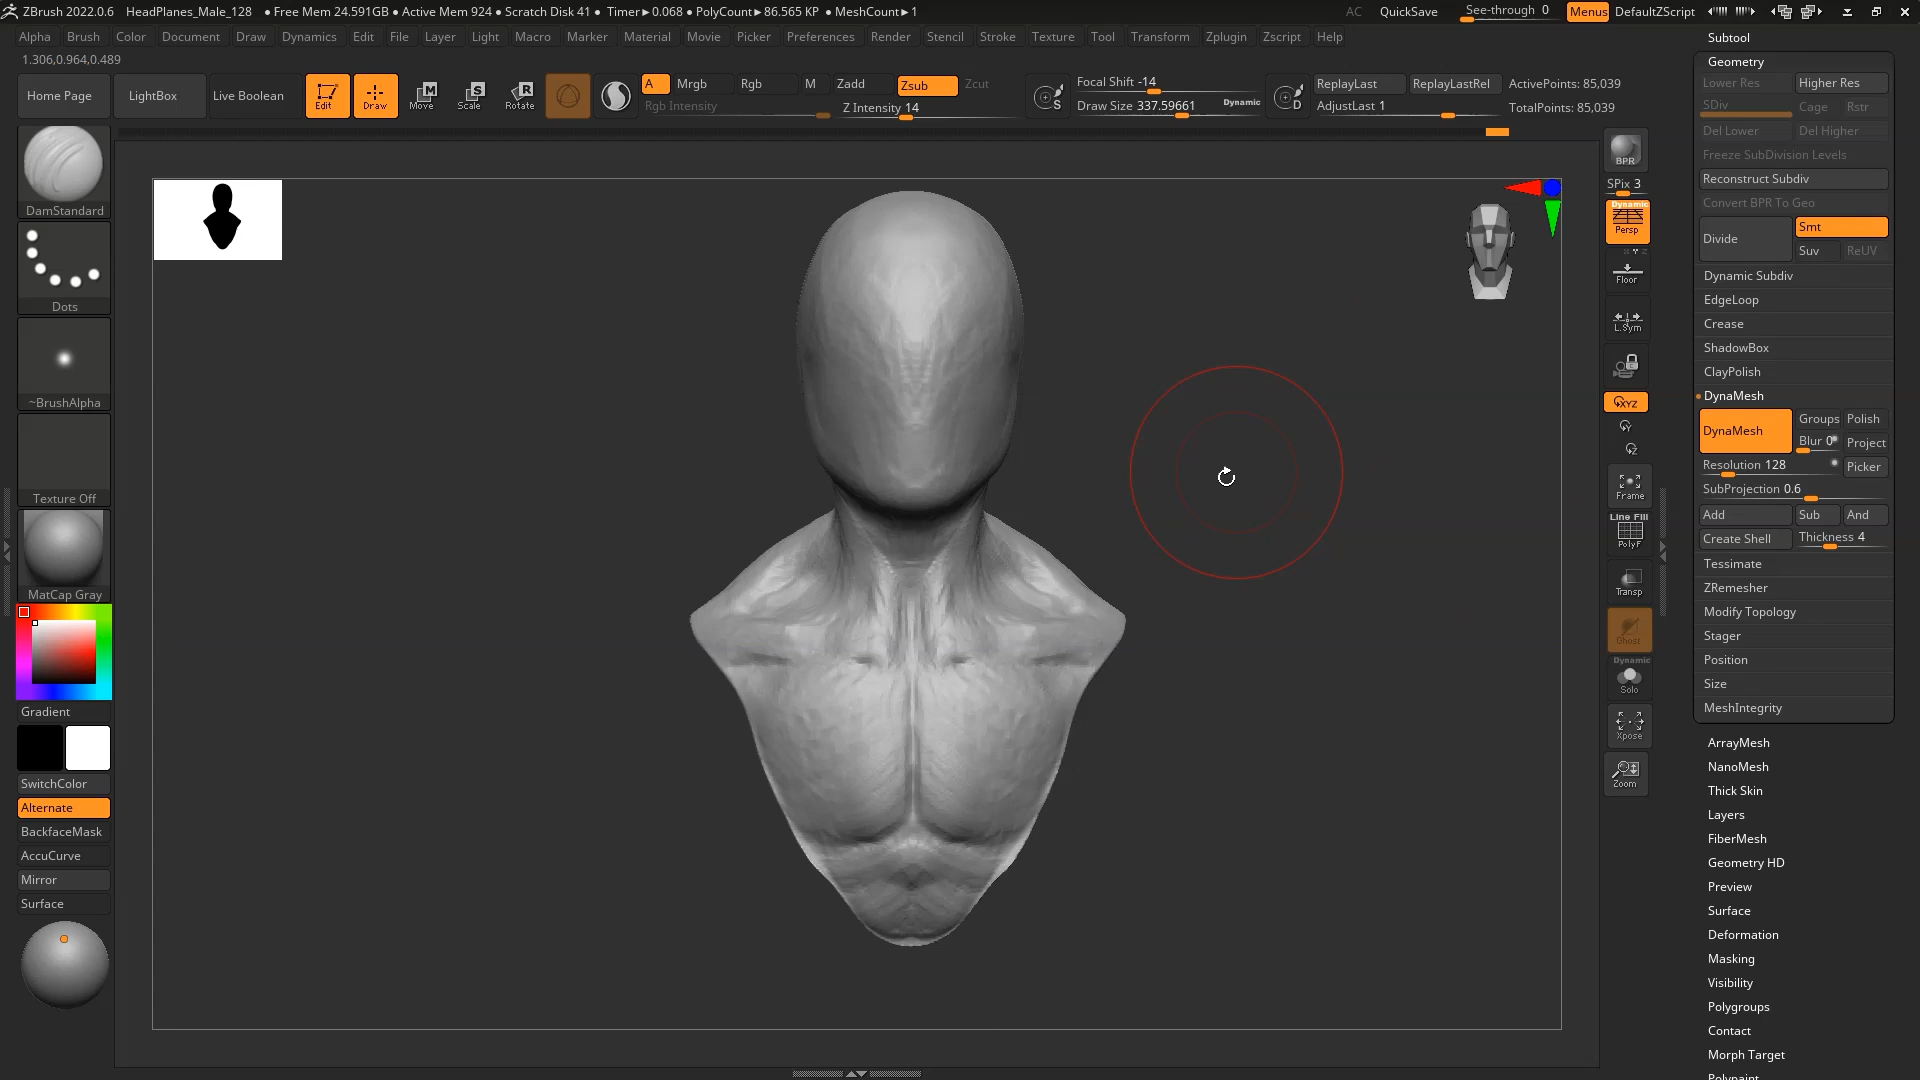 ZBrush 2022.0.6 HeadPlanes_Male_128 • Free Mem 24.591GB • Active Mem 924 • Scratch Disk 41 • Timer►0.068 • PolyCount►86.565 KP • MeshCount►1 AC QuickSave See-through 0 Menus DefaultZScript
Alpha Brush Color Document Draw Dynamics Edit File Layer Light Macro Marker Material Movie Picker Preferences Render Stencil Stroke Texture Tool Transform Zplugin Zscript Help
1.306,0.964,0.489
Home Page LightBox Live Boolean Edit Draw Move Scale Rotate
M S R
A Mrgb Rgb M Zadd Zsub Zcut
Rgb Intensity Z Intensity 14
S
Focal Shift -14
Draw Size 337.59661 Dynamic
D
ReplayLast ReplayLastRel ActivePoints: 85,039
AdjustLast 1 TotalPoints: 85,039
DamStandard
Dots
~BrushAlpha
Texture Off
MatCap Gray
Gradient
SwitchColor
Alternate
BackfaceMask
AccuCurve
Mirror
Surface
BPR
SPix 3
Dynamic
Persp
Floor
L.Sym
XYZ
Y
Z
Frame
Line Fill
PolyF
Transp
Ghost
Dynamic
Solo
Xpose
Zoom
Subtool
Geometry
Lower Res Higher Res
SDiv Cage Rstr
Del Lower Del Higher
Freeze SubDivision Levels
Reconstruct Subdiv
Convert BPR To Geo
Divide Smt
Suv ReUV
Dynamic Subdiv
EdgeLoop
Crease
ShadowBox
ClayPolish
DynaMesh
DynaMesh Groups Polish
Blur 0 Project
Resolution 128 Picker
SubProjection 0.6
Add Sub And
Create Shell Thickness 4
Tessimate
ZRemesher
Modify Topology
Stager
Position
Size
MeshIntegrity
ArrayMesh
NanoMesh
Thick Skin
Layers
FiberMesh
Geometry HD
Preview
Surface
Deformation
Masking
Visibility
Polygroups
Contact
Morph Target
Polypaint